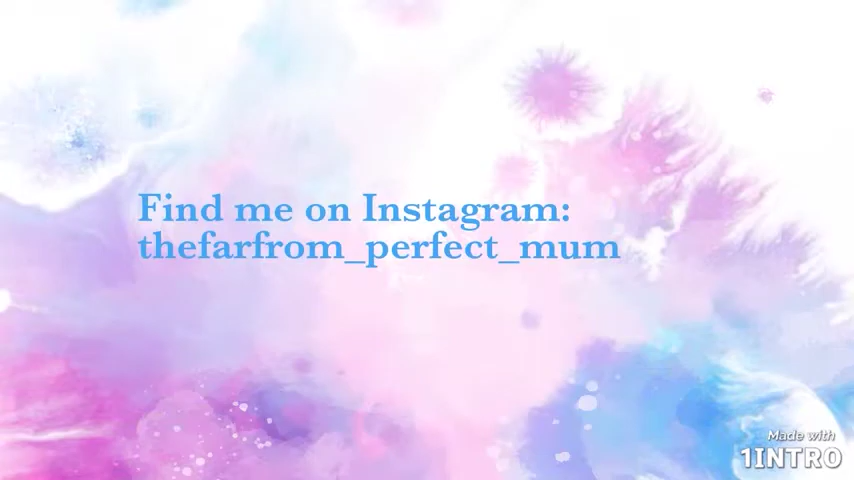 Find me on Instagram:
thefarfrom_perfect_mum
Made with
1INTRO